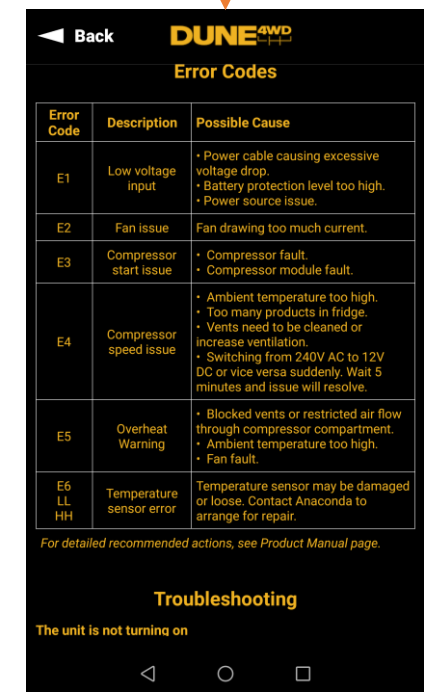 Back
DUNE4WD
Error Codes
Error
Code
Description
Possible Cause
E1
Low voltage
input
• Power cable causing excessive
voltage drop.
• Battery protection level too high.
• Power source issue.
E2
Fan issue
Fan drawing too much current.
E3
Compressor
start issue
• Compressor fault.
• Compressor module fault.
E4
Compressor
speed issue
• Ambient temperature too high.
• Too many products in fridge.
• Vents need to be cleaned or
increase ventilation.
• Switching from 240V AC to 12V
DC or vice versa suddenly. Wait 5
minutes and issue will resolve.
E5
Overheat
Warning
• Blocked vents or restricted air flow
through compressor compartment.
• Ambient temperature too high.
• Fan fault.
E6
LL
HH
Temperature
sensor error
Temperature sensor may be damaged
or loose. Contact Anaconda to
arrange for repair.
For detailed recommended actions, see Product Manual page.
Troubleshooting
The unit is not turning on